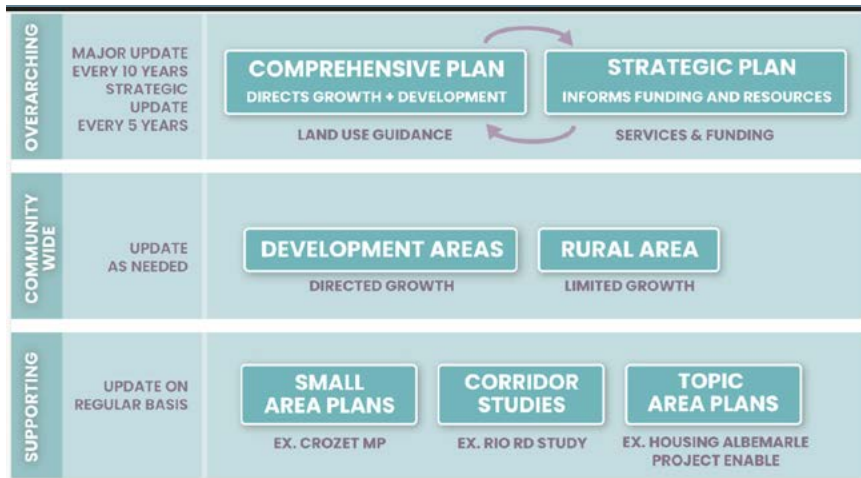 OVERARCHING
MAJOR UPDATE
EVERY 10 YEARS
STRATEGIC
UPDATE
EVERY 5 YEARS
COMPREHENSIVE PLAN
DIRECTS GROWTH + DEVELOPMENT
LAND USE GUIDANCE
STRATEGIC PLAN
INFORMS FUNDING AND RESOURCES
SERVICES & FUNDING
COMMUNITY
WIDE
UPDATE
AS NEEDED
DEVELOPMENT AREAS
DIRECTED GROWTH
RURAL AREA
LIMITED GROWTH
SUPPORTING
UPDATE ON
REGULAR BASIS
SMALL
AREA PLANS
EX. CROZET MP
CORRIDOR
STUDIES
EX. RIO RD STUDY
TOPIC
AREA PLANS
EX. HOUSING ALBEMARLE
PROJECT ENABLE